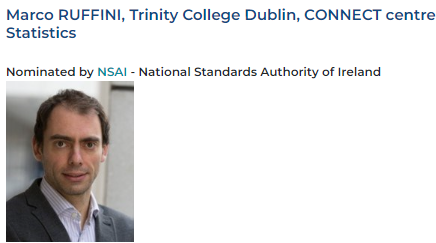 Marco RUFFINI, Trinity College Dublin, CONNECT centre
Statistics
Nominated by NSAI - National Standards Authority of Ireland